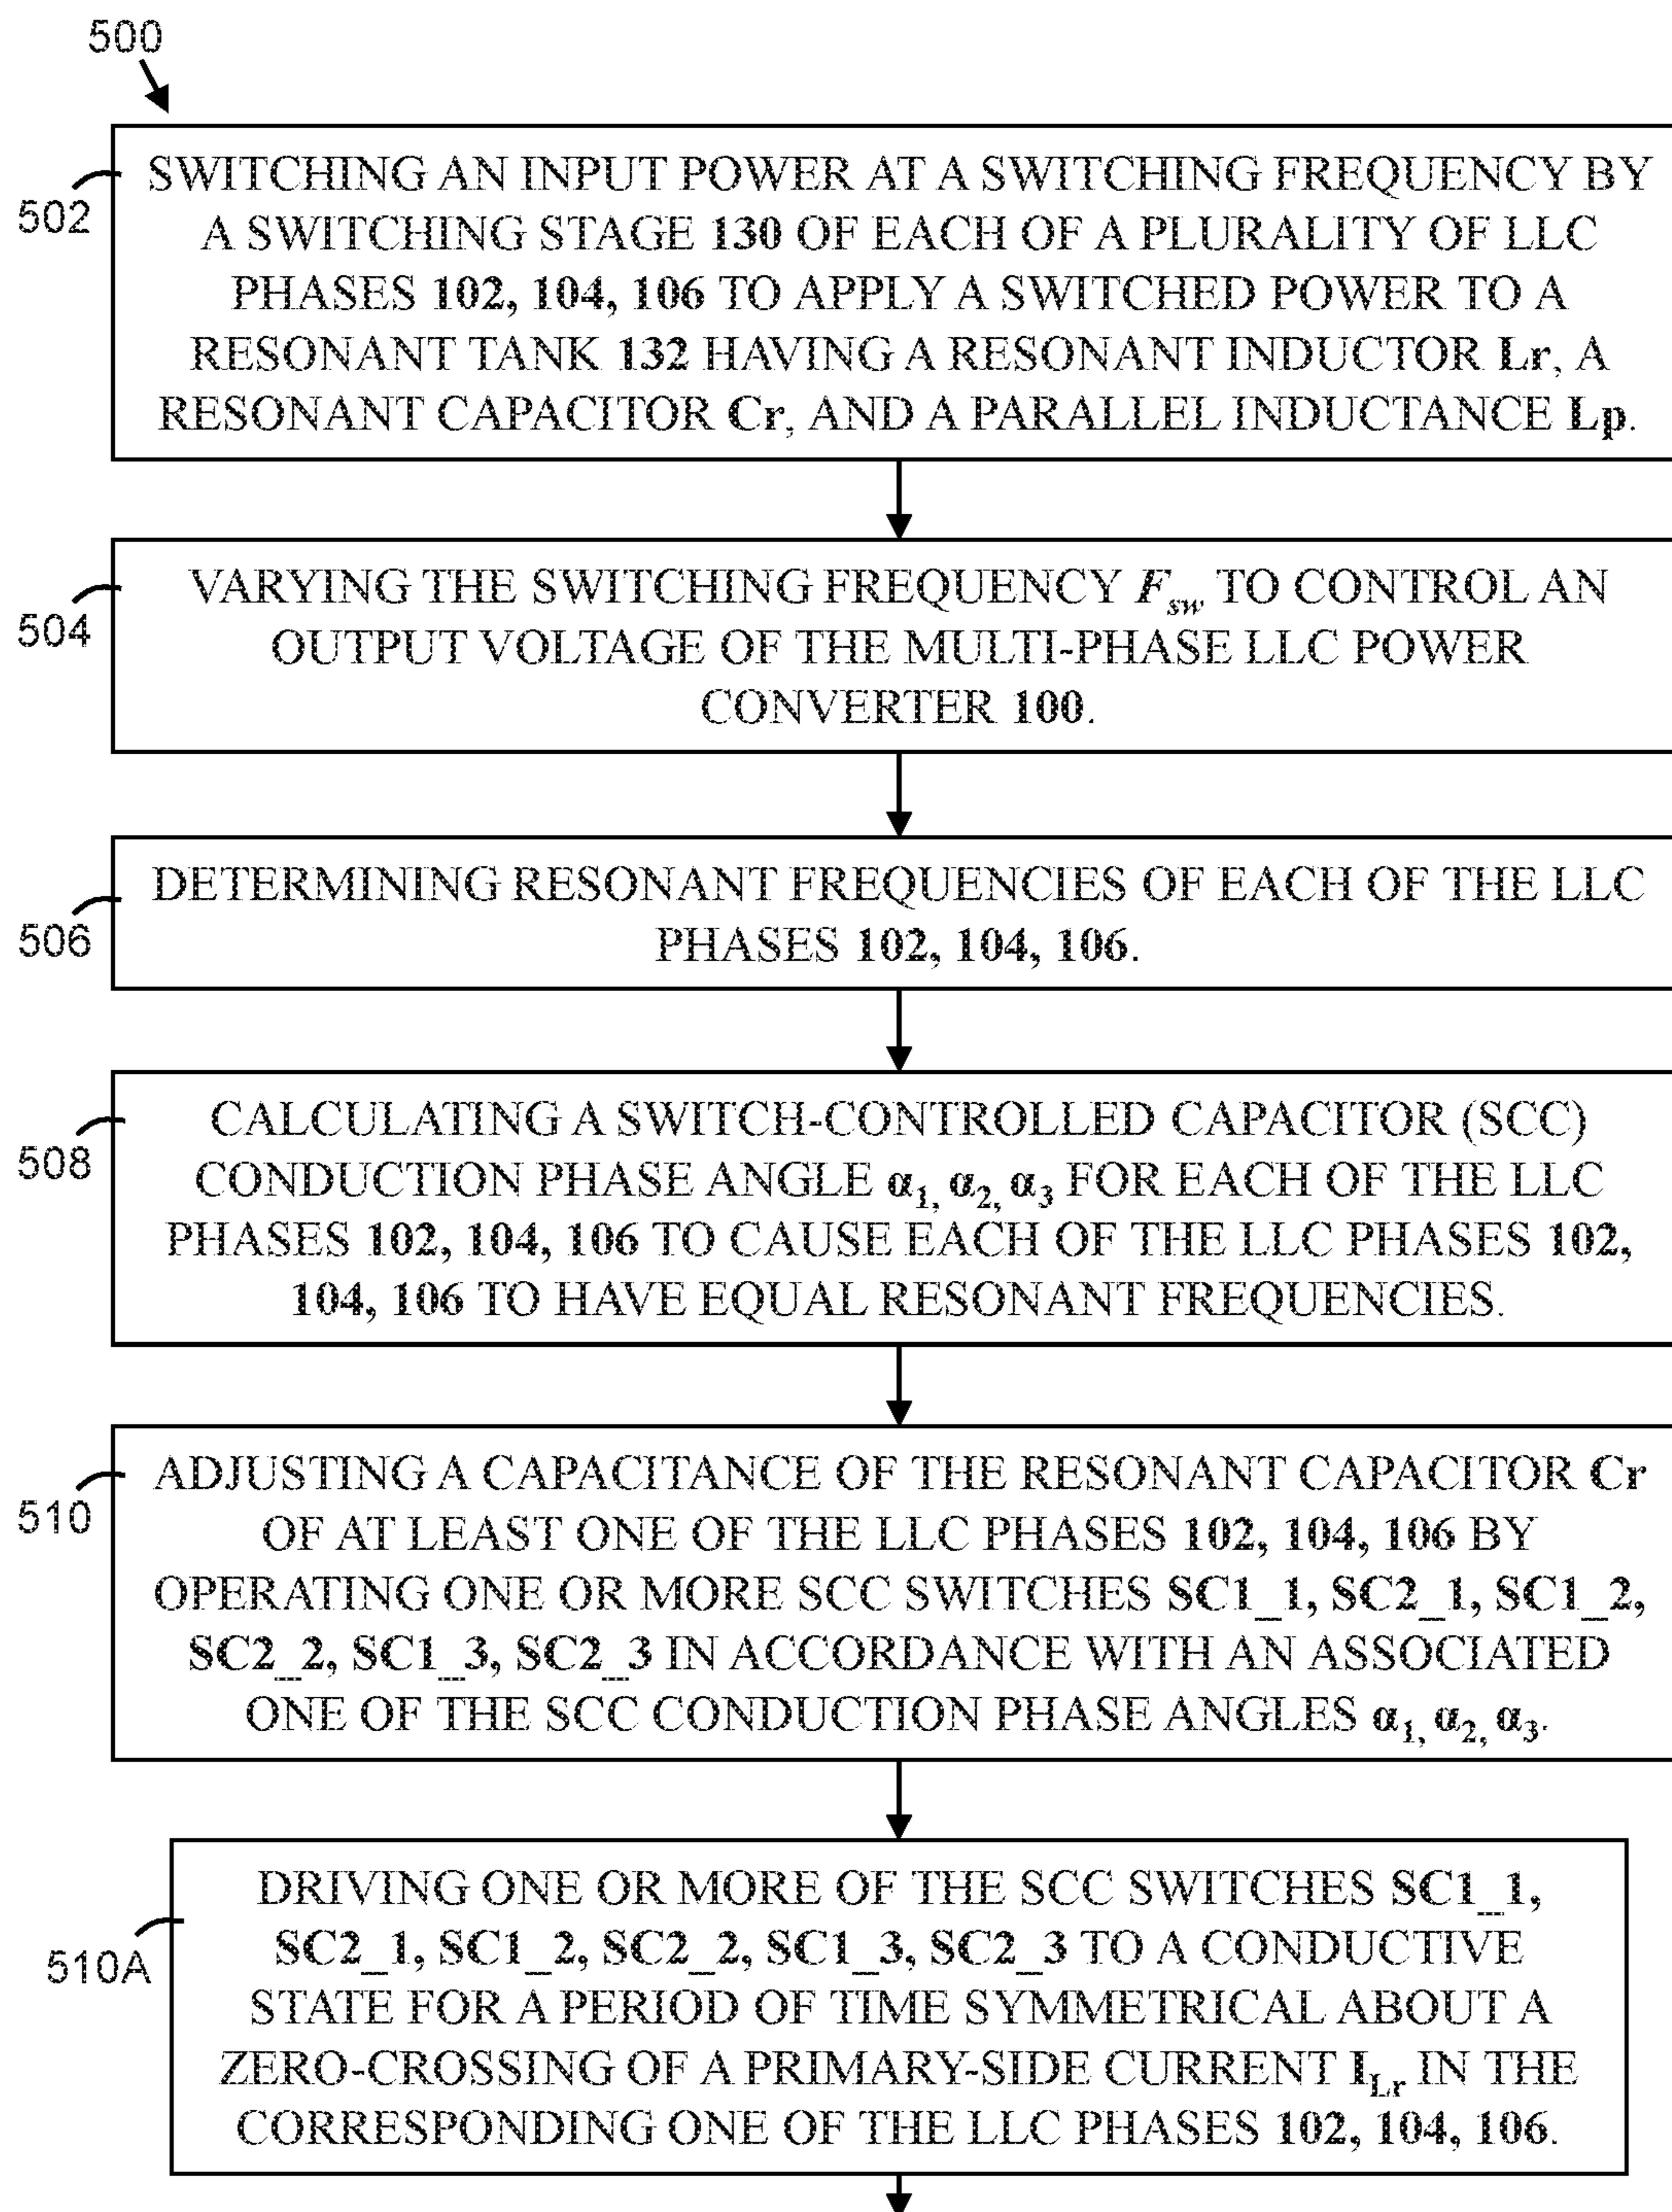 500
502
SWITCHING AN INPUT POWER AT A SWITCHING FREQUENCY BY
A SWITCHING STAGE 130 OF EACH OF A PLURALITY OF LLC
PHASES 102, 104, 106 TO APPLY A SWITCHED POWER TO A
RESONANT TANK 132 HAVING A RESONANT INDUCTOR Lr, A
RESONANT CAPACITOR Cr, AND A PARALLEL INDUCTANCE Lp.
504
VARYING THE SWITCHING FREQUENCY Fsw TO CONTROL AN
OUTPUT VOLTAGE OF THE MULTI-PHASE LLC POWER
CONVERTER 100.
506
DETERMINING RESONANT FREQUENCIES OF EACH OF THE LLC
PHASES 102, 104, 106.
508
CALCULATING A SWITCH-CONTROLLED CAPACITOR (SCC)
CONDUCTION PHASE ANGLE α1, α2, α3 FOR EACH OF THE LLC
PHASES 102, 104, 106 TO CAUSE EACH OF THE LLC PHASES 102,
104, 106 TO HAVE EQUAL RESONANT FREQUENCIES.
510
ADJUSTING A CAPACITANCE OF THE RESONANT CAPACITOR Cr
OF AT LEAST ONE OF THE LLC PHASES 102, 104, 106 BY
OPERATING ONE OR MORE SCC SWITCHES SC1_1, SC2_1, SC1_2,
SC2_2, SC1_3, SC2_3 IN ACCORDANCE WITH AN ASSOCIATED
ONE OF THE SCC CONDUCTION PHASE ANGLES α1, α2, α3.
510A
DRIVING ONE OR MORE OF THE SCC SWITCHES SC1_1,
SC2_1, SC1_2, SC2_2, SC1_3, SC2_3 TO A CONDUCTIVE
STATE FOR A PERIOD OF TIME SYMMETRICAL ABOUT A
ZERO-CROSSING OF A PRIMARY-SIDE CURRENT ILr IN THE
CORRESPONDING ONE OF THE LLC PHASES 102, 104, 106.